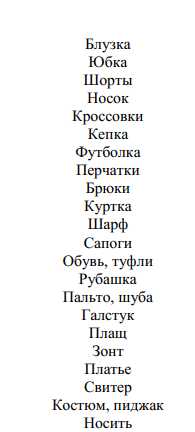 Блузка
Юбка
Шорты
Носок
Кроссовки
Кепка
Футболка
Перчатки
Брюки
Куртка
Шарф
Сапоги
Обувь, туфли
Рубашка
Пальто, шуба
Галстук
Плащ
Зонт
Платье
Свитер
Костюм, пиджак
Носить